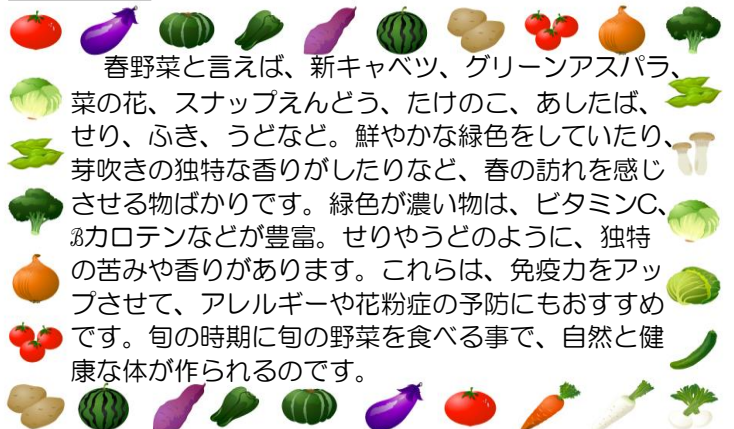 春野菜と言えば、新キャベツ、グリーンアスパラ、
菜の花、スナップえんどう、たけのこ、あしたば、
せり、ふき、うどなど。鮮やかな緑色をしていたり、
芽吹きの独特な香りがしたりなど、春の訪れを感じ
させる物ばかりです。緑色が濃い物は、ビタミンC、
βカロテンなどが豊富。せりやうどのように、独特
の苦みや香りがあります。これらは、免疫力をアッ
プさせて、アレルギーや花粉症の予防にもおすすめ
です。旬の時期に旬の野菜を食べる事で、自然と健
康な体が作られるのです。